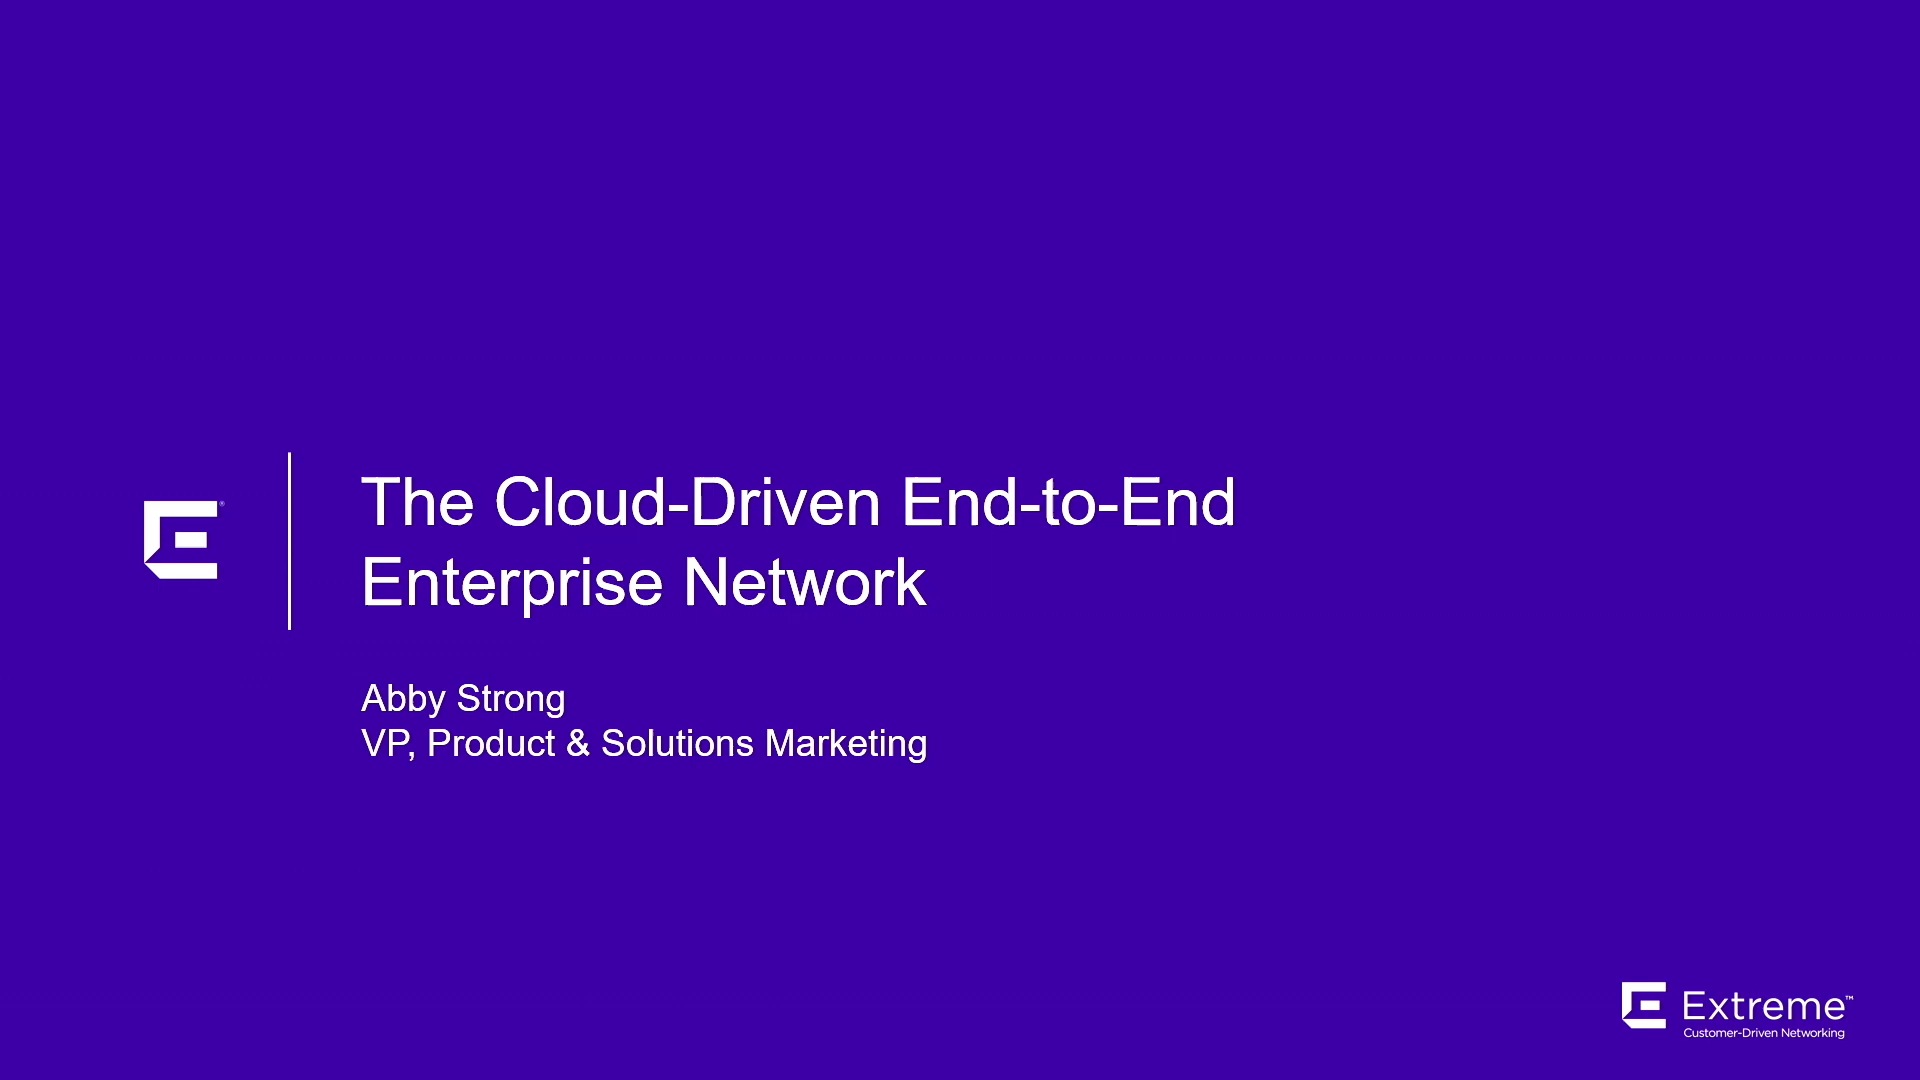 The Cloud-Driven End-to-End
Enterprise Network
Abby Strong
VP, Product & Solutions Marketing
Extreme™
Customer-Driven Networking